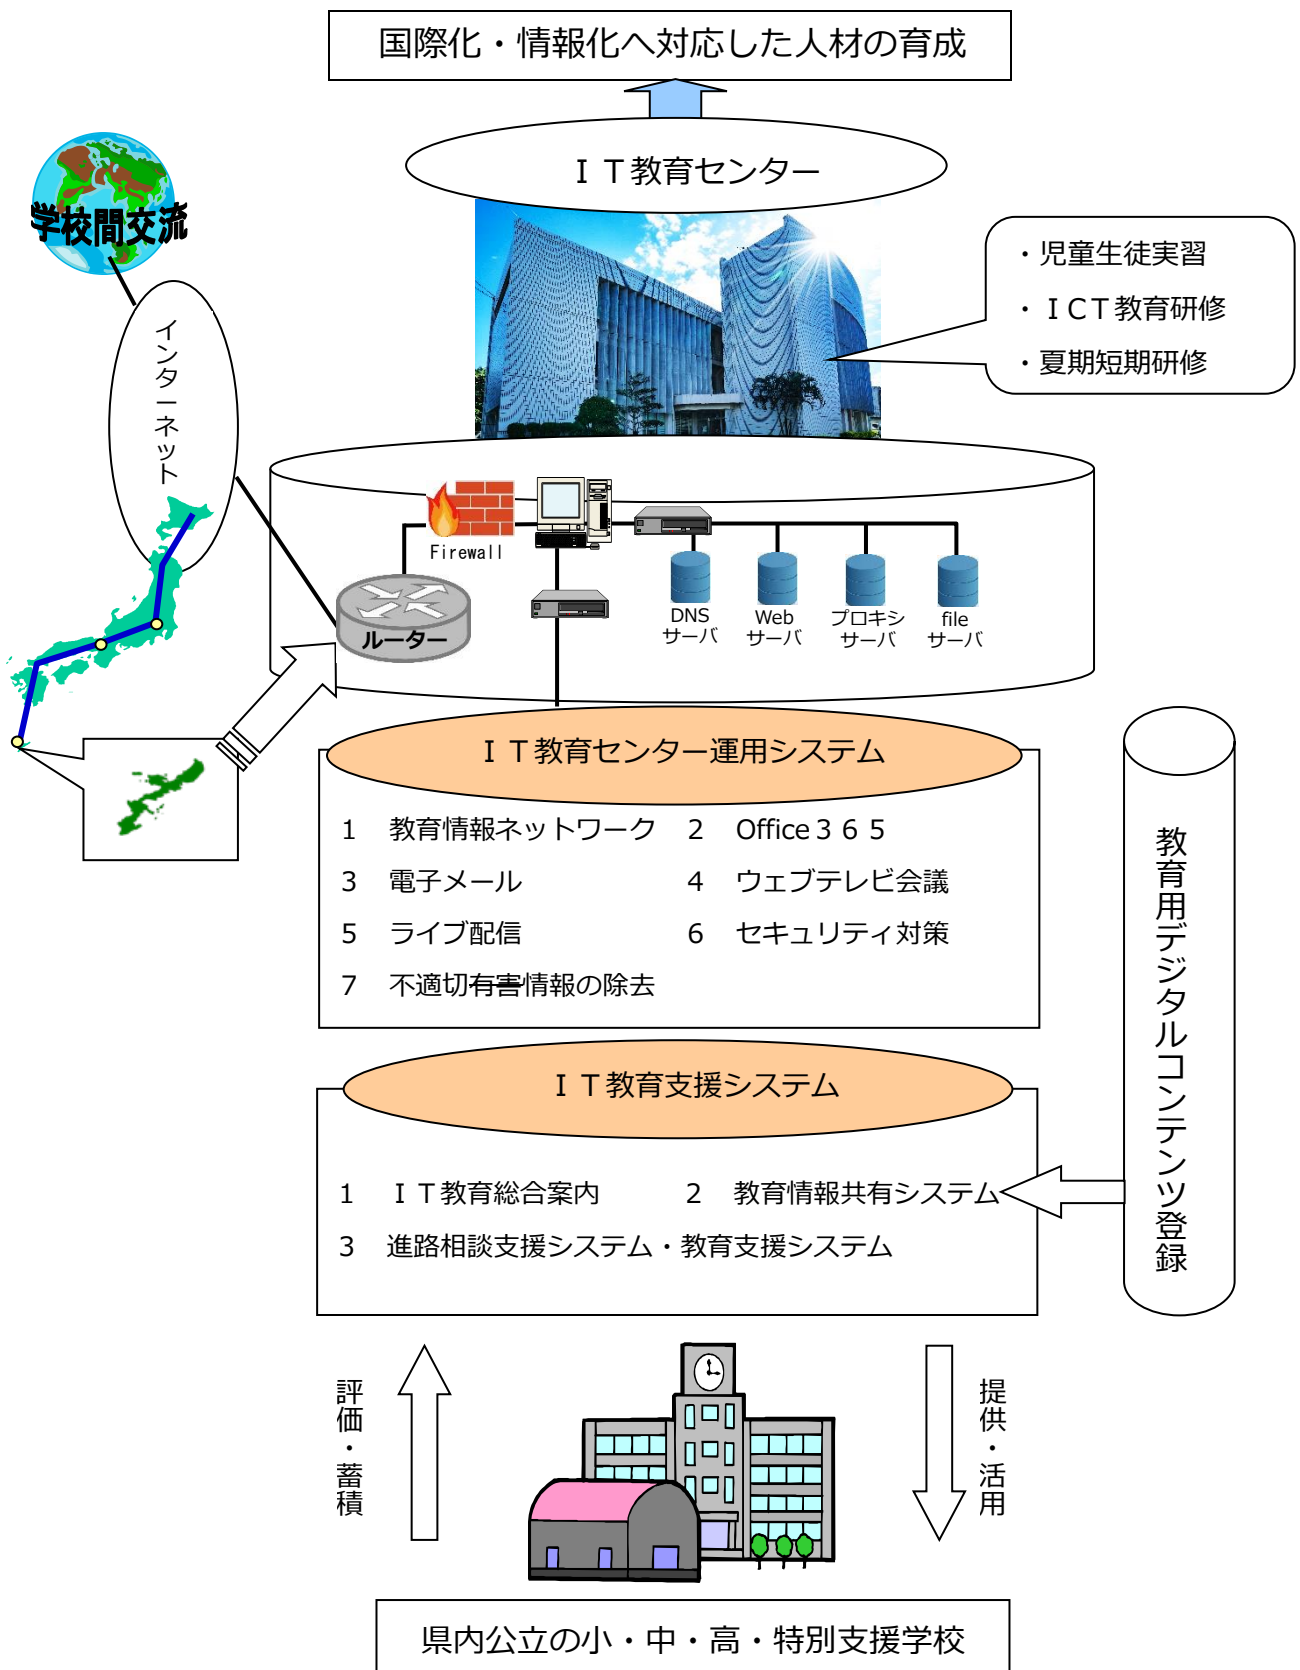 国際化・情報化へ対応した人材の育成
ＩＴ教育センター
学校間交流
・児童生徒実習
・ＩＣＴ教育研修
・夏期短期研修
インターネット
Firewall
ルーター
DNS
サーバ
Web
サーバ
プロキシ
サーバ
file
サーバ
ＩＴ教育センター運用システム
1　教育情報ネットワーク　2　Office３６５
3　電子メール　4　ウェブテレビ会議
5　ライブ配信　6　セキュリティ対策
7　不適切有害情報の除去
教育用デジタルコンテンツ登録
ＩＴ教育支援システム
1　ＩＴ教育総合案内　2　教育情報共有システム
3　進路相談支援システム・教育支援システム
評価・蓄積
提供・活用
県内公立の小・中・高・特別支援学校